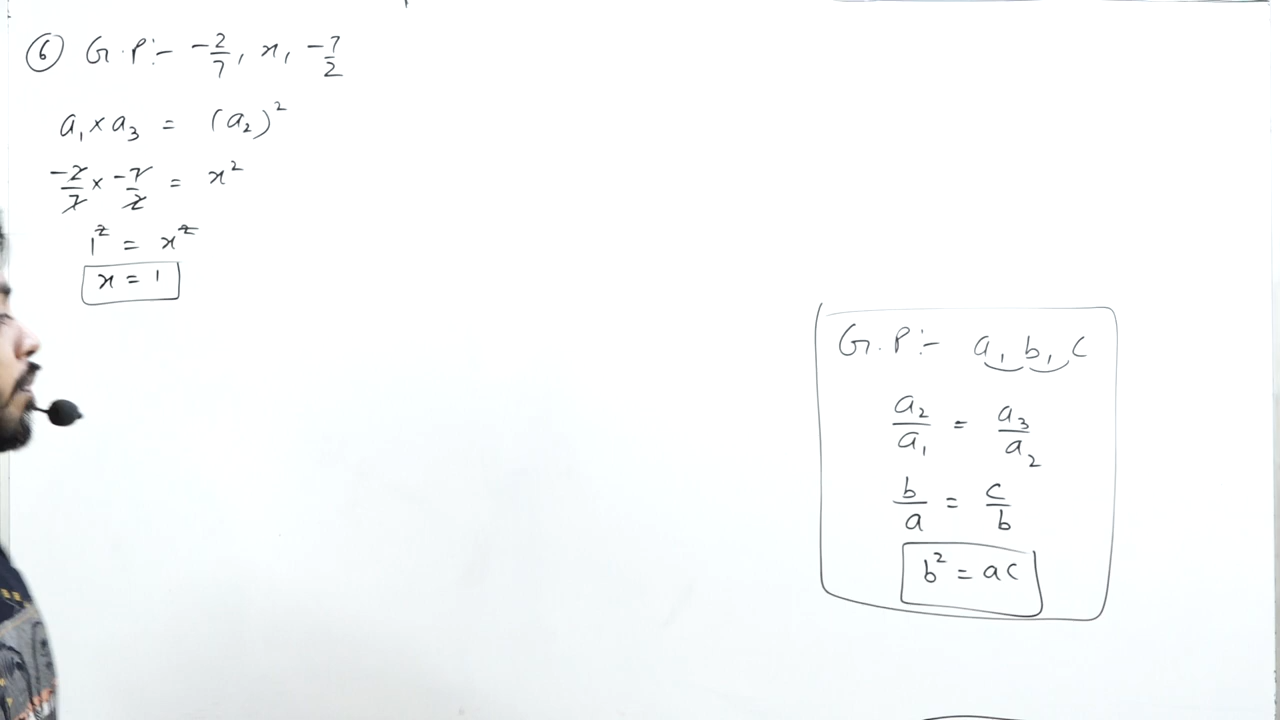 ⑥ G.P:- -2/7, x, -7/2
a₁ × a₃ = (a₂)²
-2/7 × -7/2 = x²
1² = x²
x = 1
G.P:- a, b, c
a₂/a₁ = a₃/a₂
b/a = c/b
b² = ac